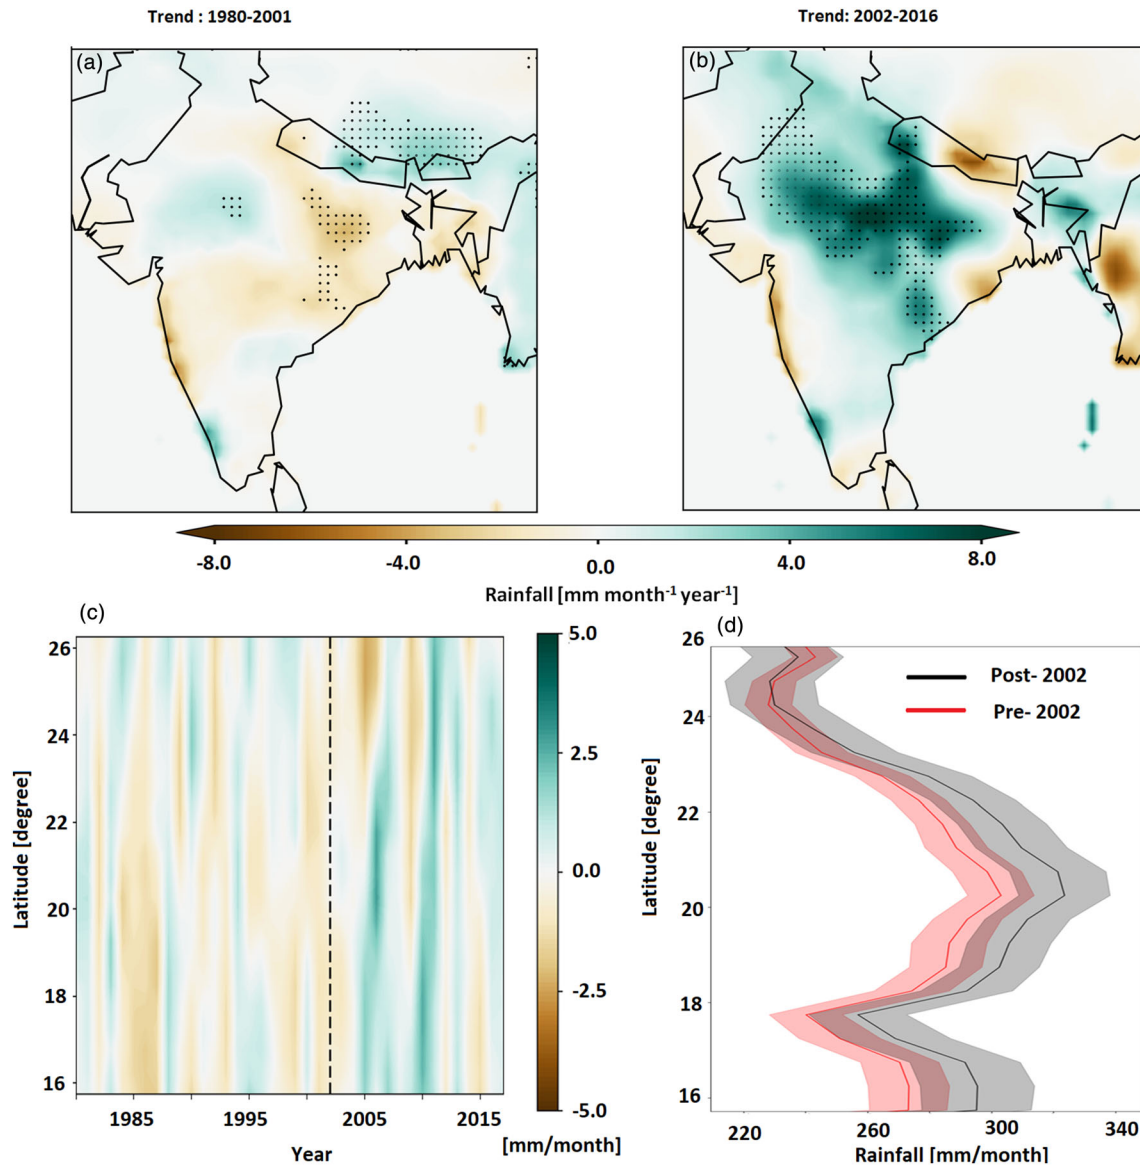 Trend : 1980-2001
Trend: 2002-2016
(a)
(b)
-8.0 -4.0 0.0 4.0 8.0
Rainfall [mm month-1 year-1]
(c)
26
24
22
20
18
16
Latitude [degree]
1985 1995 2005 2015
Year
5.0
2.5
0.0
-2.5
-5.0
[mm/month]
(d)
26
24
22
20
18
16
Latitude [degree]
Post- 2002
Pre- 2002
220 260 300 340
Rainfall [mm/month]